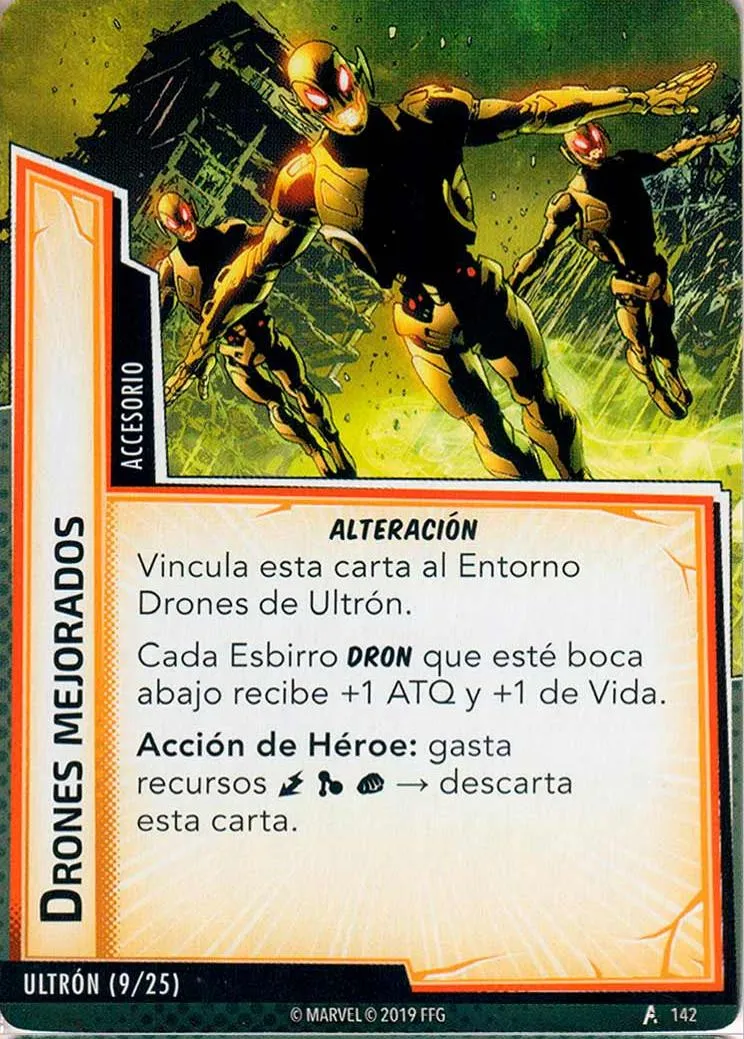 ACCESORIO
DRONES MEJORADOS
ALTERACIÓN
Vincula esta carta al Entorno
Drones de Ultrón.
Cada Esbirro DRON que esté boca
abajo recibe +1 ATQ y +1 de Vida.
Acción de Héroe: gasta
recursos → descarta
esta carta.
ULTRÓN (9/25)
© MARVEL © 2019 FFG
A 142